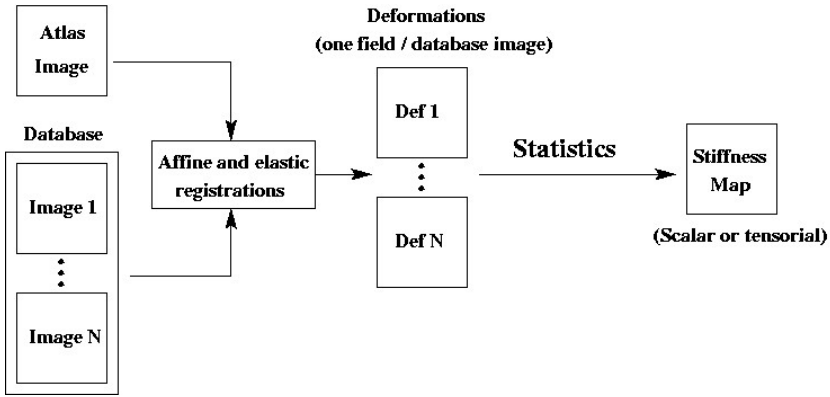 Atlas
Image
Database
Image 1
Image N
Affine and elastic
registrations
Deformations
(one field / database image)
Def 1
Def N
Statistics
Stiffness
Map
(Scalar or tensorial)